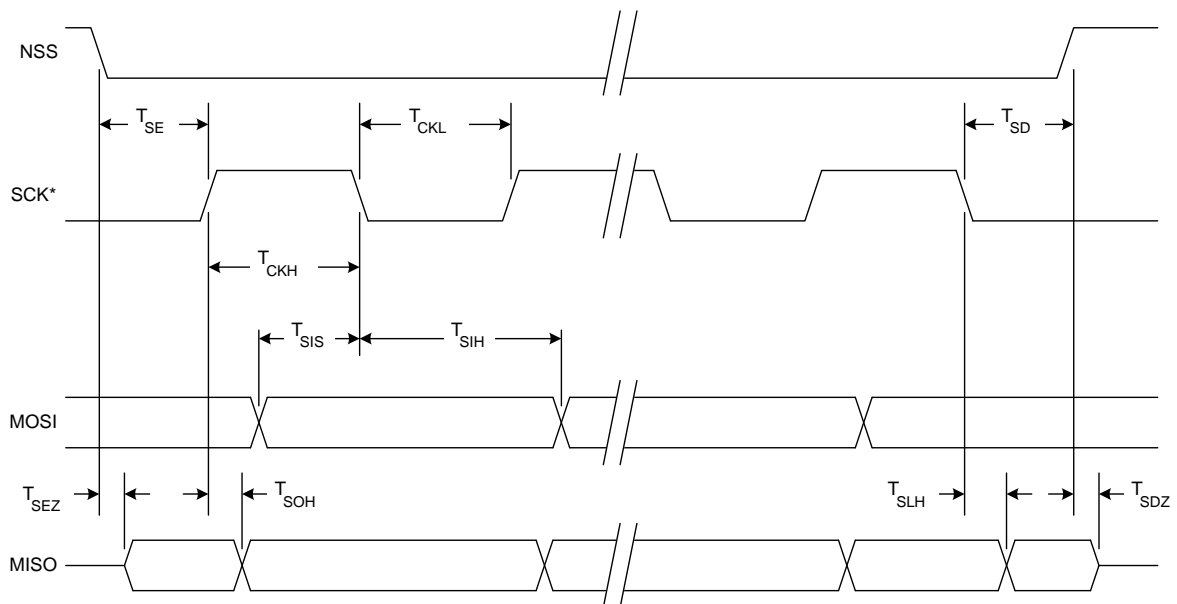 NSS
T_SE
T_CKL
T_SD
SCK*
T_CKH
T_SIS
T_SIH
MOSI
T_SEZ
T_SOH
T_SLH
T_SDZ
MISO